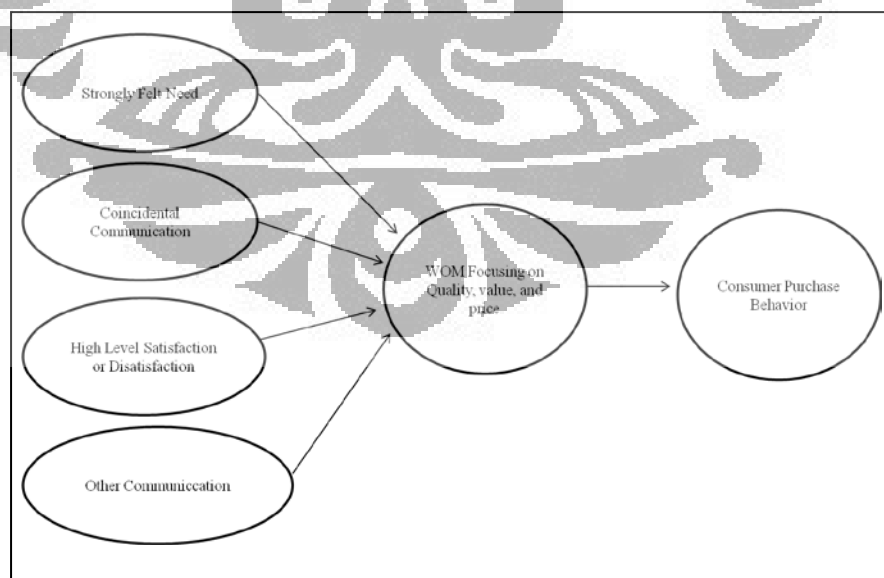 Strongly Felt Need
Coincidental
Communication
High Level Satisfaction
or Disatisfaction
Other Communiccation
WOM Focusing on
Quality, value, and
price
Consumer Purchase
Behavior